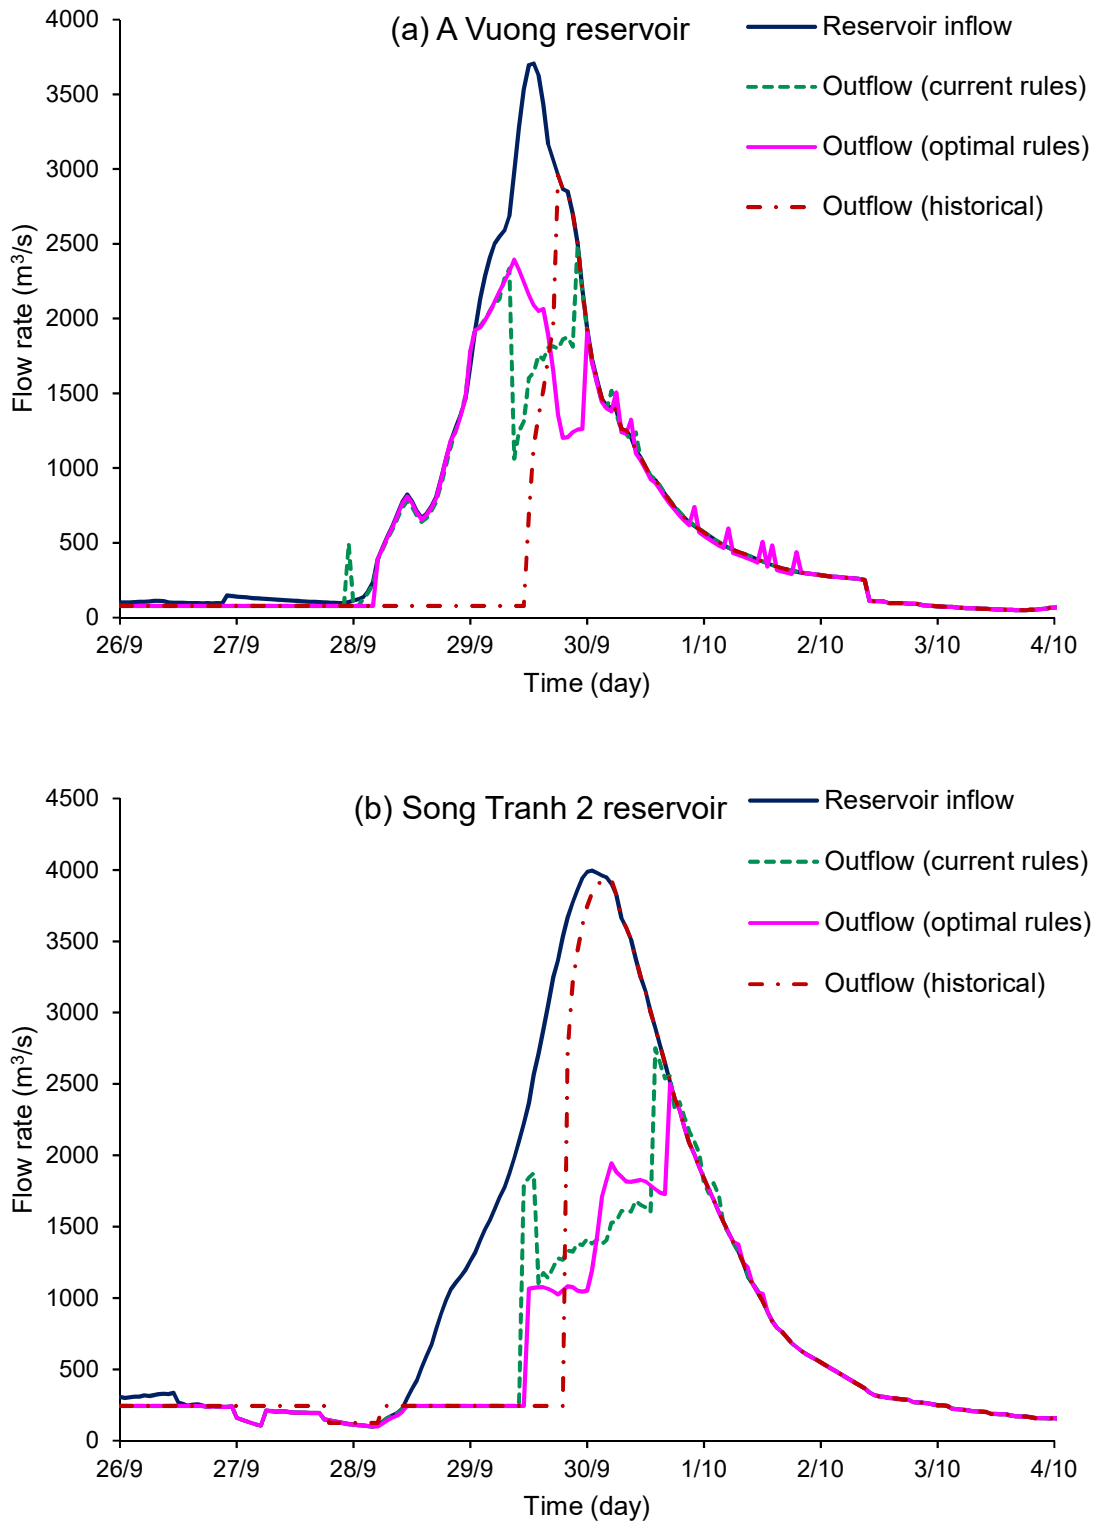 (a) A Vuong reservoir
Reservoir inflow
Outflow (current rules)
Outflow (optimal rules)
Outflow (historical)
Flow rate (m³/s)
4000
3500
3000
2500
2000
1500
1000
500
0
26/9 27/9 28/9 29/9 30/9 1/10 2/10 3/10 4/10
Time (day)
(b) Song Tranh 2 reservoir
Reservoir inflow
Outflow (current rules)
Outflow (optimal rules)
Outflow (historical)
Flow rate (m³/s)
4500
4000
3500
3000
2500
2000
1500
1000
500
0
26/9 27/9 28/9 29/9 30/9 1/10 2/10 3/10 4/10
Time (day)